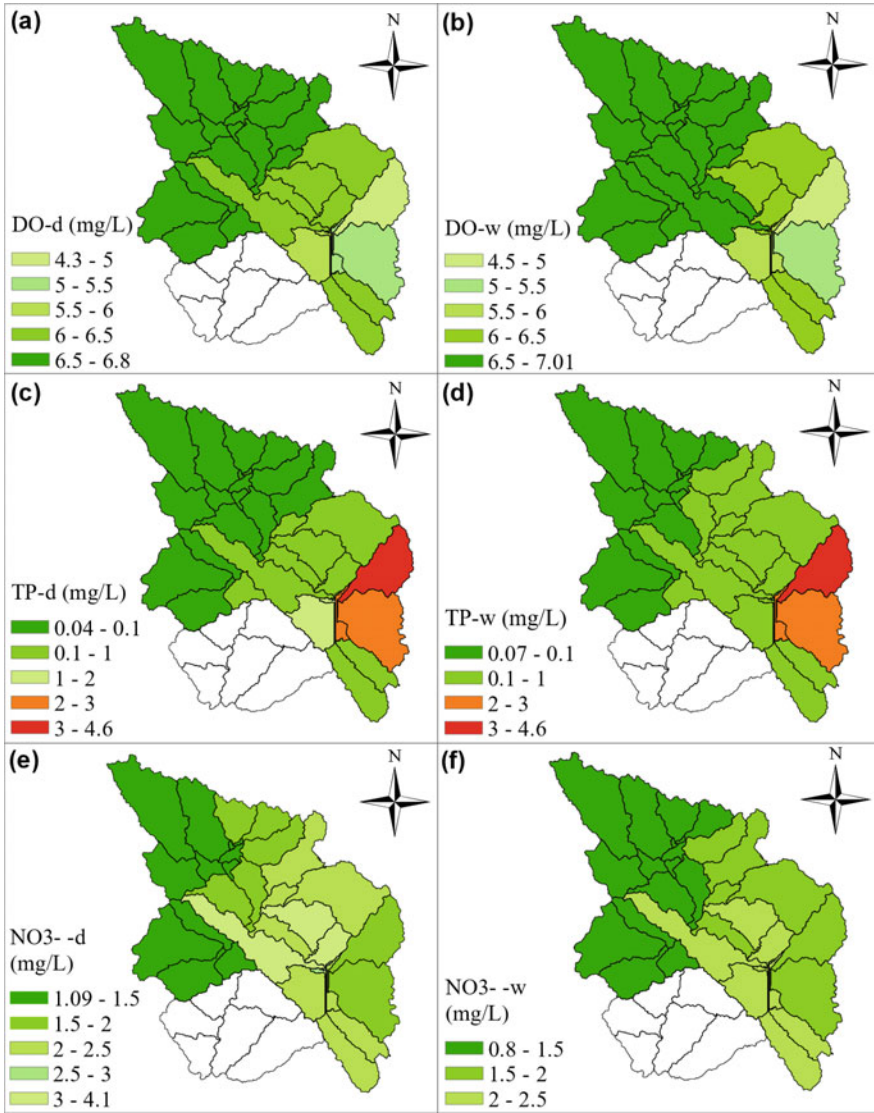 (a)
N
DO-d (mg/L)
4.3 - 5
5 - 5.5
5.5 - 6
6 - 6.5
6.5 - 6.8
(b)
N
DO-w (mg/L)
4.5 - 5
5 - 5.5
5.5 - 6
6 - 6.5
6.5 - 7.01
(c)
N
TP-d (mg/L)
0.04 - 0.1
0.1 - 1
1 - 2
2 - 3
3 - 4.6
(d)
N
TP-w (mg/L)
0.07 - 0.1
0.1 - 1
2 - 3
3 - 4.6
(e)
N
NO3- -d
(mg/L)
1.09 - 1.5
1.5 - 2
2 - 2.5
2.5 - 3
3 - 4.1
(f)
N
NO3- -w
(mg/L)
0.8 - 1.5
1.5 - 2
2 - 2.5